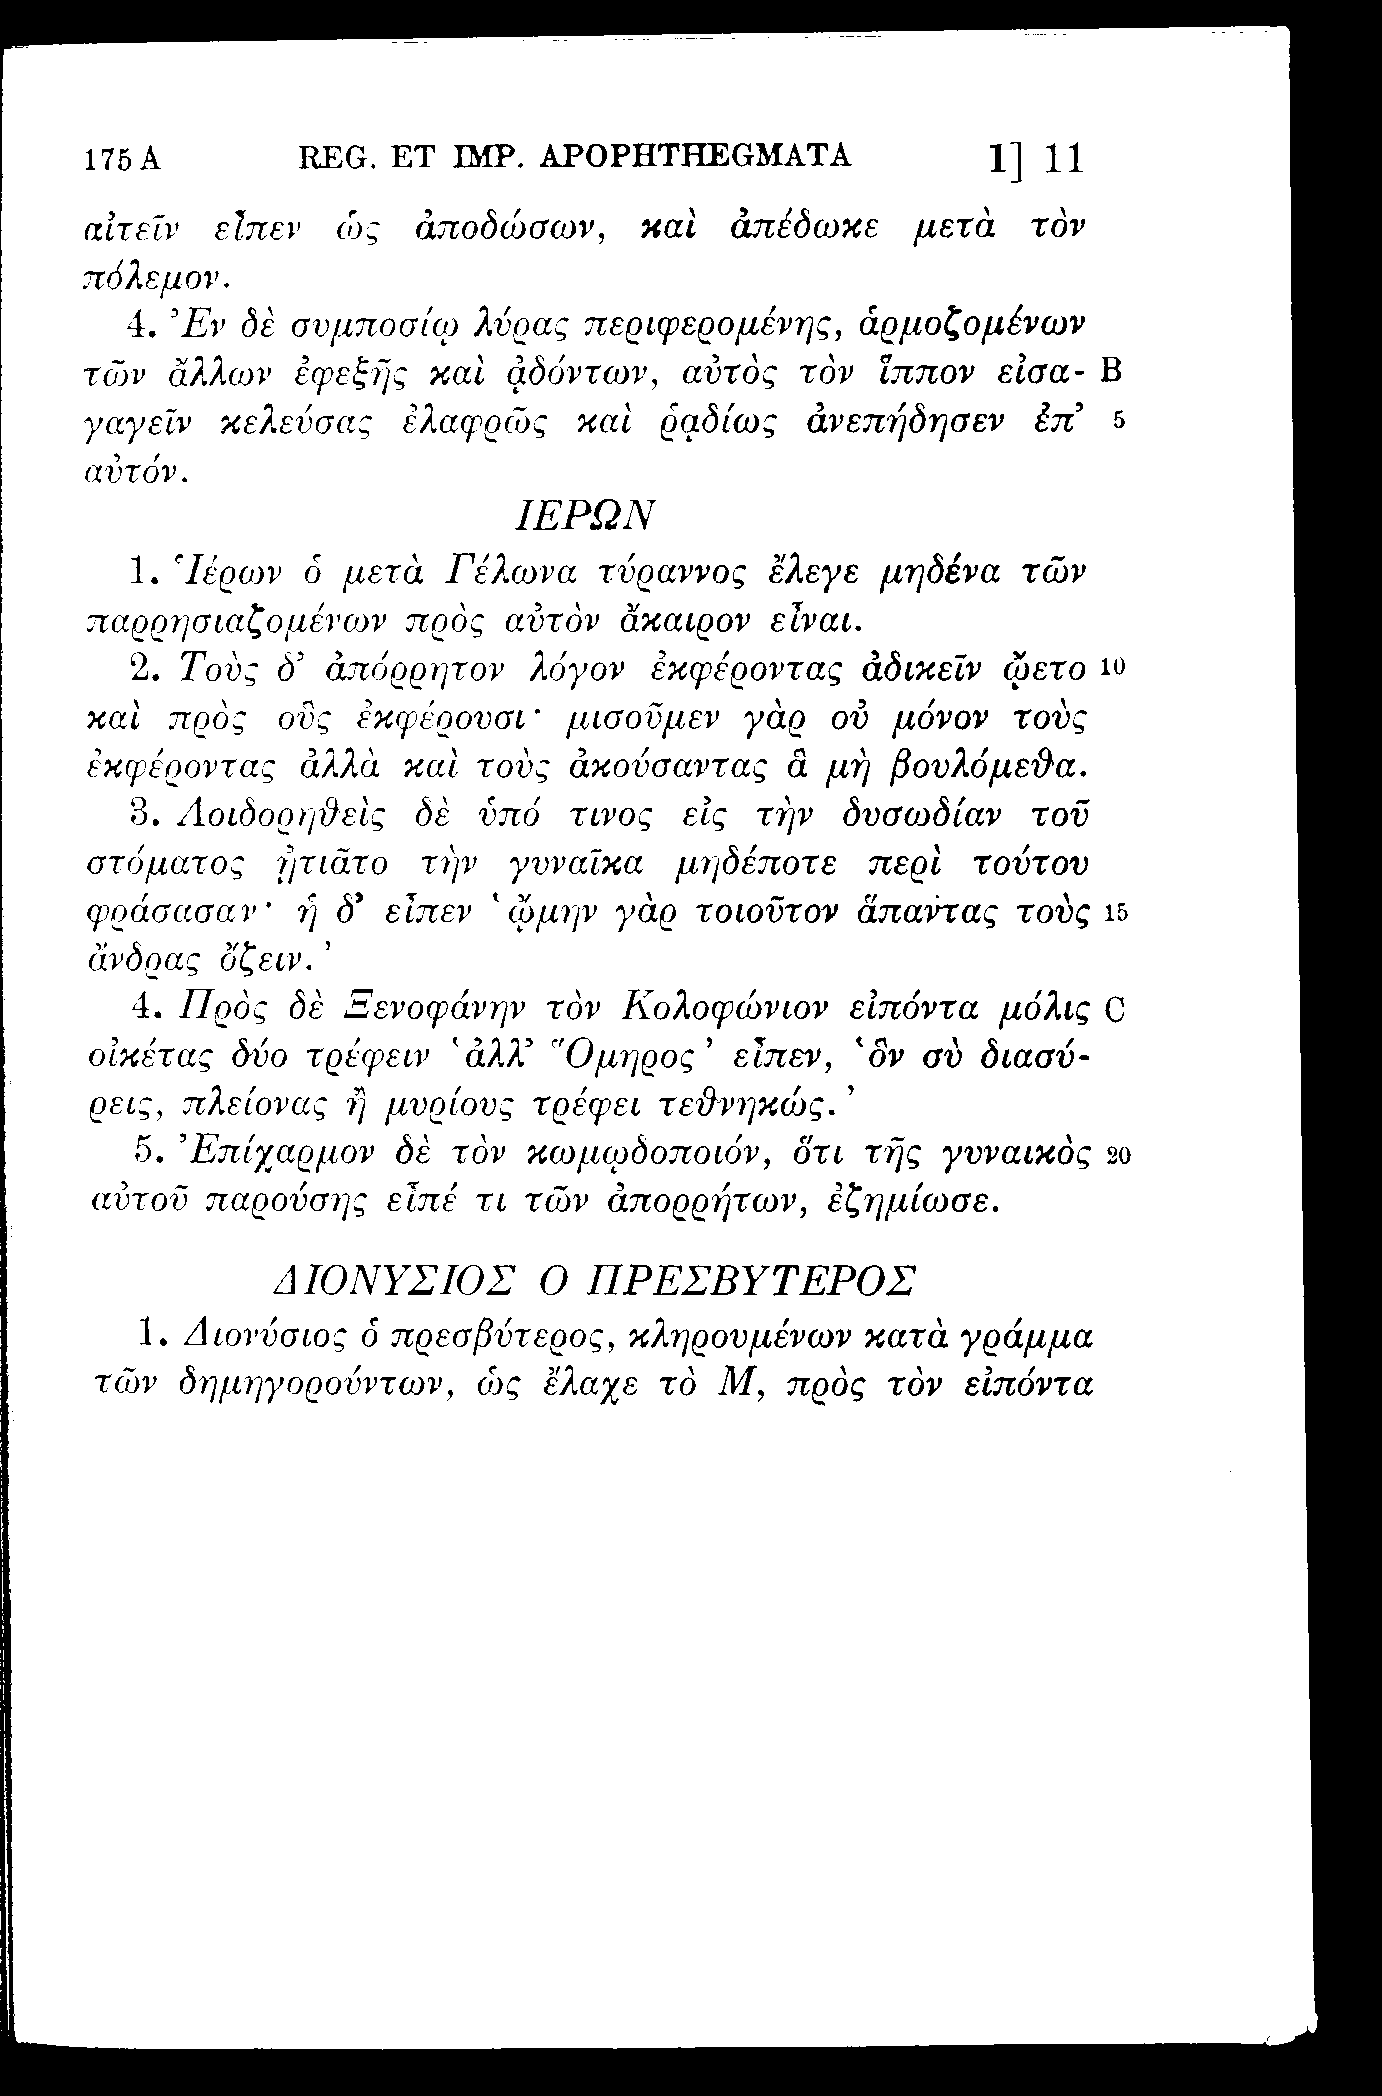 175 A REG. ET IMP. APOPHTHEGMATA 1] 11
αἰτεῖν εἶπεν ὡς ἀποδώσων, καὶ ἀπέδωκε μετὰ τὸν
πόλεμον.
4. Ἐν δὲ συμποσίῳ λύρας περιφερομένης, ἁρμοζομένων
τῶν ἄλλων ἐφεξῆς καὶ ᾀδόντων, αὐτὸς τὸν ἵππον εἰσα- B
γαγεῖν κελεύσας ἐλαφρῶς καὶ ῥᾳδίως ἀνεπήδησεν ἐπ’ 5
αὐτόν.
ΙΕΡΩΝ
1. Ἱέρων ὁ μετὰ Γέλωνα τύραννος ἔλεγε μηδένα τῶν
παρρησιαζομένων πρὸς αὐτὸν ἄκαιρον εἶναι.
2. Τοὺς δ’ ἀπόρρητον λόγον ἐκφέροντας ἀδικεῖν ᾤετο 10
καὶ πρὸς οὓς ἐκφέρουσι· μισοῦμεν γὰρ οὐ μόνον τοὺς
ἐκφέροντας ἀλλὰ καὶ τοὺς ἀκούσαντας ἃ μὴ βουλόμεθα.
3. Λοιδορηθεὶς δὲ ὑπό τινος εἰς τὴν δυσωδίαν τοῦ
στόματος ᾐτιᾶτο τὴν γυναῖκα μηδέποτε περὶ τούτου
φράσασαν· ἡ δ’ εἶπεν ‘ᾤμην γὰρ τοιοῦτον ἅπαντας τοὺς 15
ἄνδρας ὄζειν.’
4. Πρὸς δὲ Ξενοφάνην τὸν Κολοφώνιον εἰπόντα μόλις C
οἰκέτας δύο τρέφειν ‘ἀλλ’ Ὅμηρος’ εἶπεν, ‘ὃν σὺ διασύ-
ρεις, πλείονας ἢ μυρίους τρέφει τεθνηκώς.’
5. Ἐπίχαρμον δὲ τὸν κωμῳδοποιόν, ὅτι τῆς γυναικὸς 20
αὐτοῦ παρούσης εἶπέ τι τῶν ἀπορρήτων, ἐζημίωσε.
ΔΙΟΝΥΣΙΟΣ Ο ΠΡΕΣΒΥΤΕΡΟΣ
1. Διονύσιος ὁ πρεσβύτερος, κληρουμένων κατὰ γράμμα
τῶν δημηγορούντων, ὡς ἔλαχε τὸ Μ, πρὸς τὸν εἰπόντα